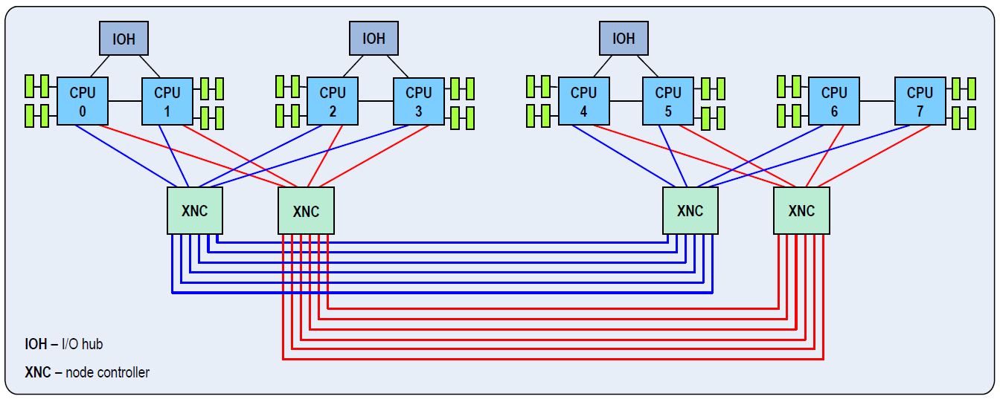 IOH
IOH
IOH
CPU
0
CPU
1
CPU
2
CPU
3
CPU
4
CPU
5
CPU
6
CPU
7
XNC
XNC
XNC
XNC
IOH – I/O hub
XNC – node controller